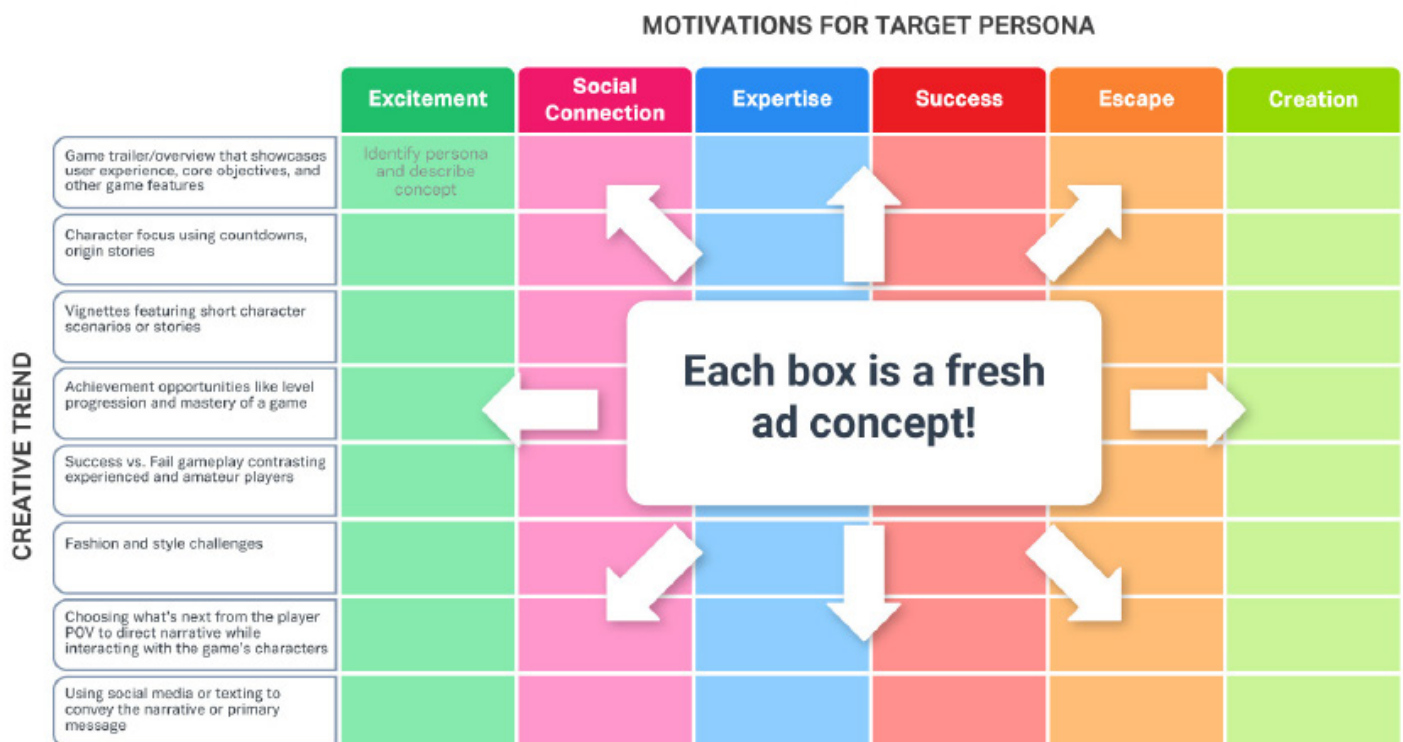 MOTIVATIONS FOR TARGET PERSONA
Excitement
Social
Connection
Expertise
Success
Escape
Creation
CREATIVE TREND
Game trailer/overview that showcases
user experience, core objectives, and
other game features
Identify persona
and describe
concept
Character focus using countdowns,
origin stories
Vignettes featuring short character
scenarios or stories
Achievement opportunities like level
progression and mastery of a game
Success vs. Fail gameplay contrasting
experienced and amateur players
Fashion and style challenges
Choosing what's next from the player
POV to direct narrative while
interacting with the game's characters
Using social media or texting to
convey the narrative or primary
message
Each box is a fresh
ad concept!